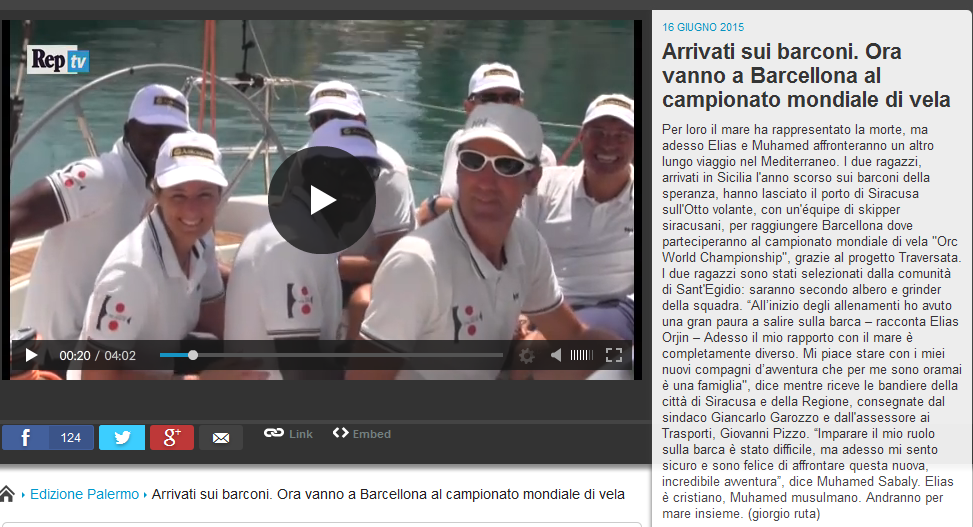 Rep tv
00:20 / 04:02
f 124
g+
Link
Embed
Edizione Palermo
Arrivati sui barconi. Ora vanno a Barcellona al campionato mondiale di vela
16 GIUGNO 2015
Arrivati sui barconi. Ora
vanno a Barcellona al
campionato mondiale di vela
Per loro il mare ha rappresentato la morte, ma
adesso Elias e Muhamed affronteranno un altro
lungo viaggio nel Mediterraneo. I due ragazzi,
arrivati in Sicilia l'anno scorso sui barconi della
speranza, hanno lasciato il porto di Siracusa
sull'Otto volante, con un'équipe di skipper
siracusani, per raggiungere Barcellona dove
parteciperanno al campionato mondiale di vela "Orc
World Championship", grazie al progetto Traversata.
I due ragazzi sono stati selezionati dalla comunità
di Sant'Egidio: saranno secondo albero e grinder
della squadra. “All’inizio degli allenamenti ho avuto
una gran paura a salire sulla barca – racconta Elias
Orjin – Adesso il mio rapporto con il mare è
completamente diverso. Mi piace stare con i miei
nuovi compagni d’avventura che per me sono oramai
è una famiglia", dice mentre riceve le bandiere della
città di Siracusa e della Regione, consegnate dal
sindaco Giancarlo Garozzo e dall'assessore ai
Trasporti, Giovanni Pizzo. “Imparare il mio ruolo
sulla barca è stato difficile, ma adesso mi sento
sicuro e sono felice di affrontare questa nuova,
incredibile avventura”, dice Muhamed Sabaly. Elias
è cristiano, Muhamed musulmano. Andranno per
mare insieme. (giorgio ruta)